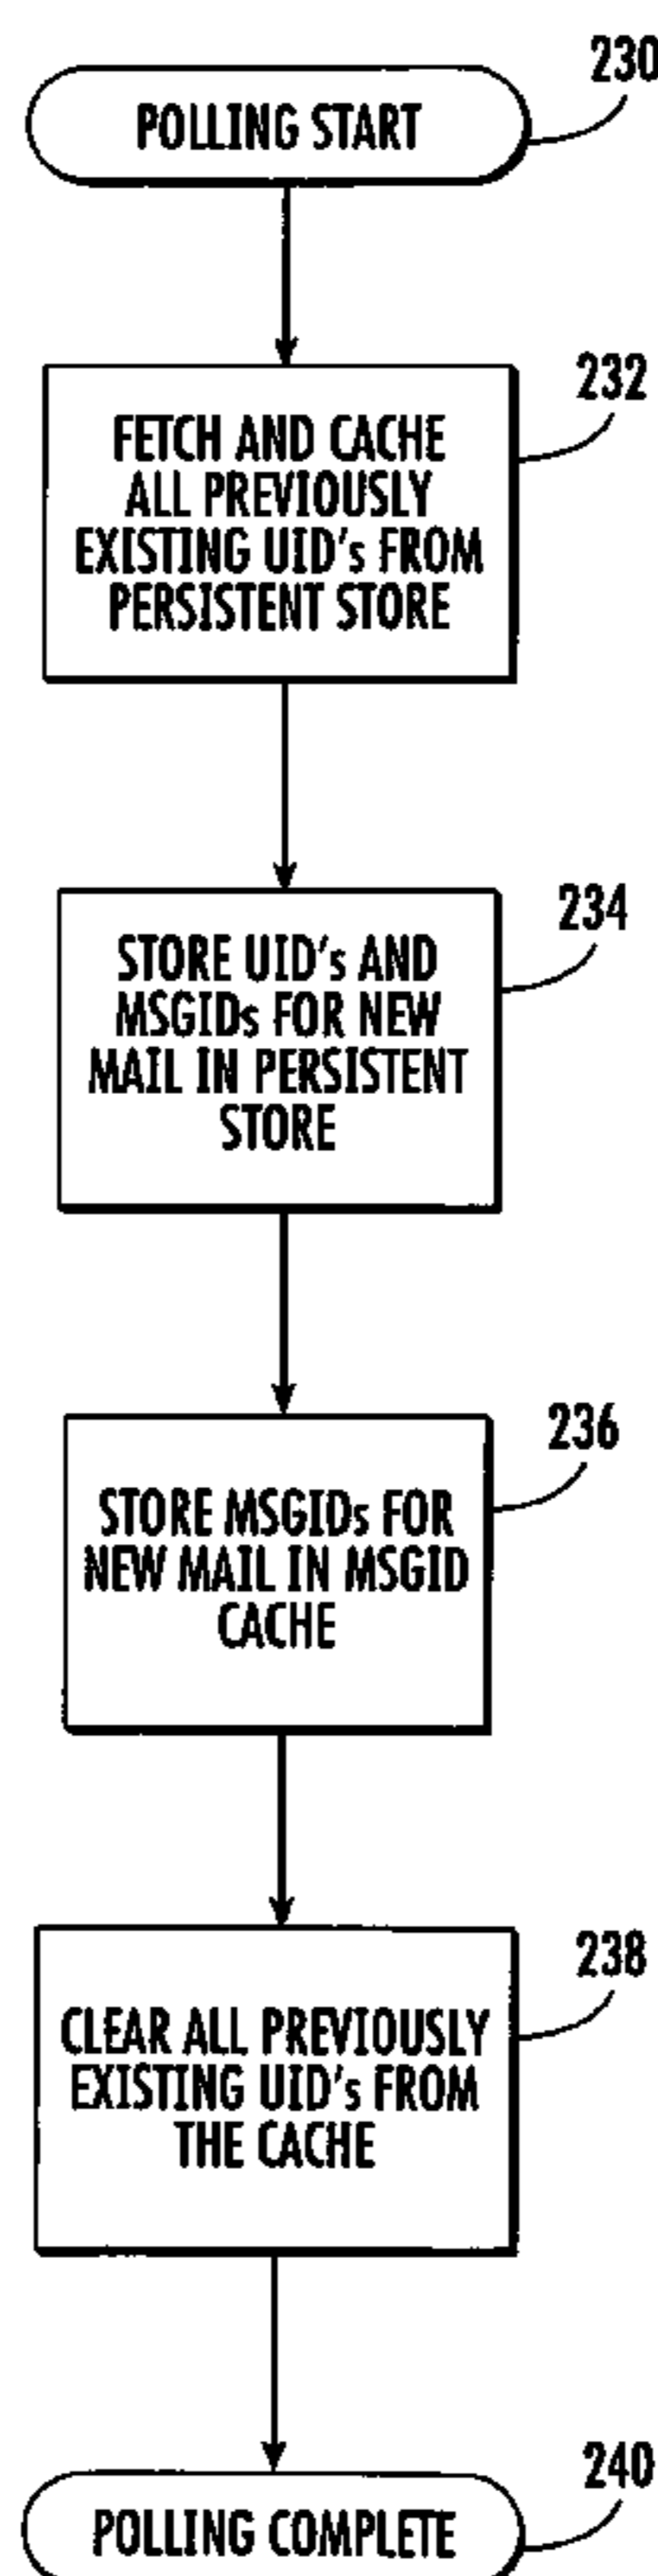 230
POLLING START
232
FETCH AND CACHE
ALL PREVIOUSLY
EXISTING UID's FROM
PERSISTENT STORE
234
STORE UID's AND
MSGIDs FOR NEW
MAIL IN PERSISTENT
STORE
236
STORE MSGIDs FOR
NEW MAIL IN MSGID
CACHE
238
CLEAR ALL PREVIOUSLY
EXISTING UID's FROM
THE CACHE
240
POLLING COMPLETE